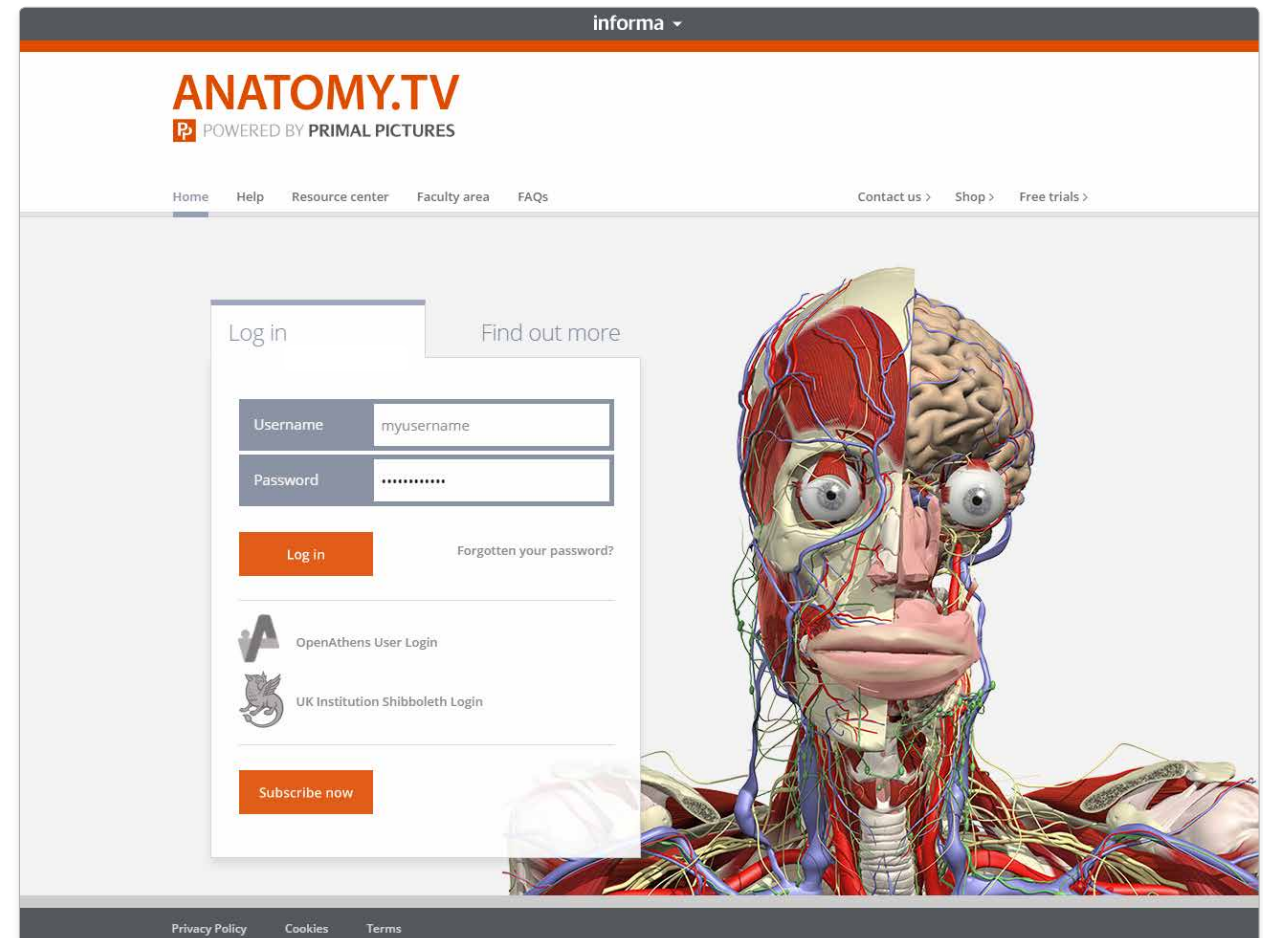 informa
ANATOMY.TV
POWERED BY PRIMAL PICTURES
Home Help Resource center Faculty area FAQs Contact us > Shop > Free trials >
Log in Find out more
Username myusername
Password ••••••••••••
Log in Forgotten your password?
OpenAthens User Login
UK Institution Shibboleth Login
Subscribe now
Privacy Policy Cookies Terms